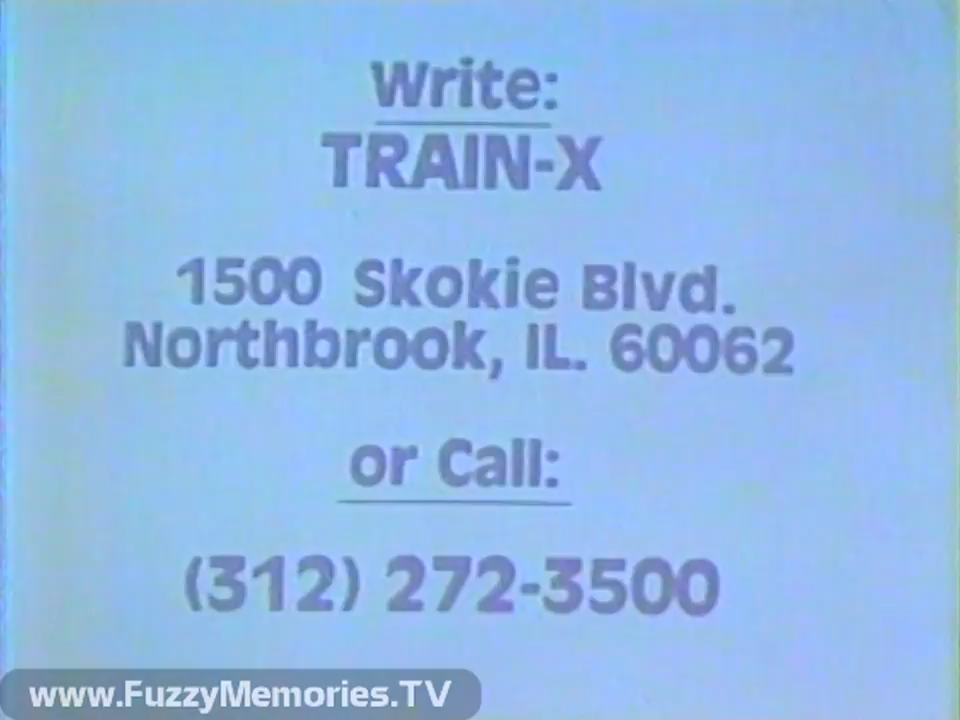 Write:
TRAIN-X
1500 Skokie Blvd.
Northbrook, IL. 60062
or Call:
(312) 272-3500
www.FuzzyMemories.TV